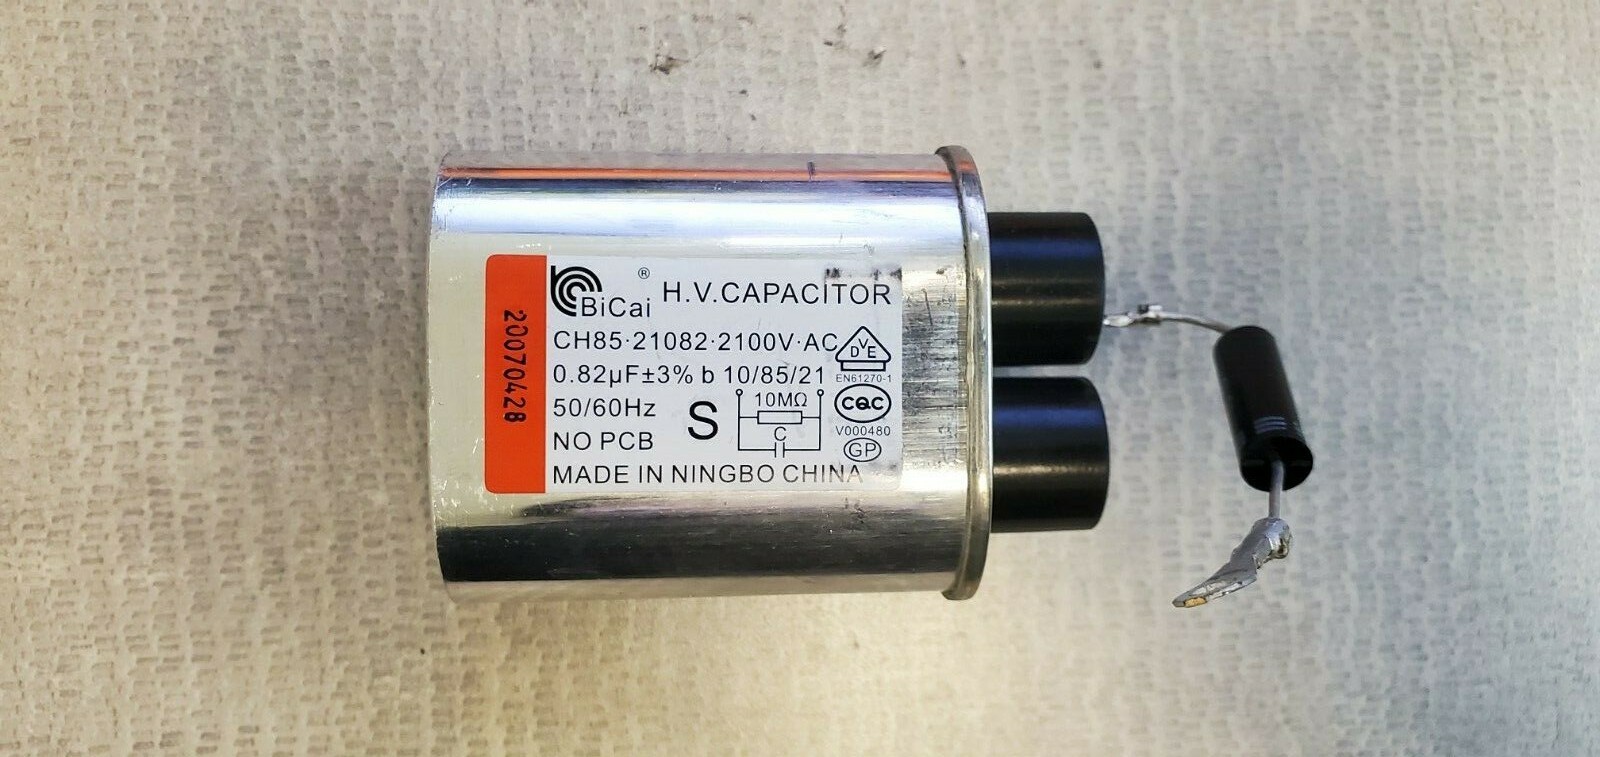 20070428
BiCai ® H.V.CAPACITOR
CH85·21082·2100V·AC
DVE
0.82µF±3% b 10/85/21
EN61270-1
50/60Hz
S
10MΩ
C
CQC
V000480
NO PCB
GP
MADE IN NINGBO CHINA